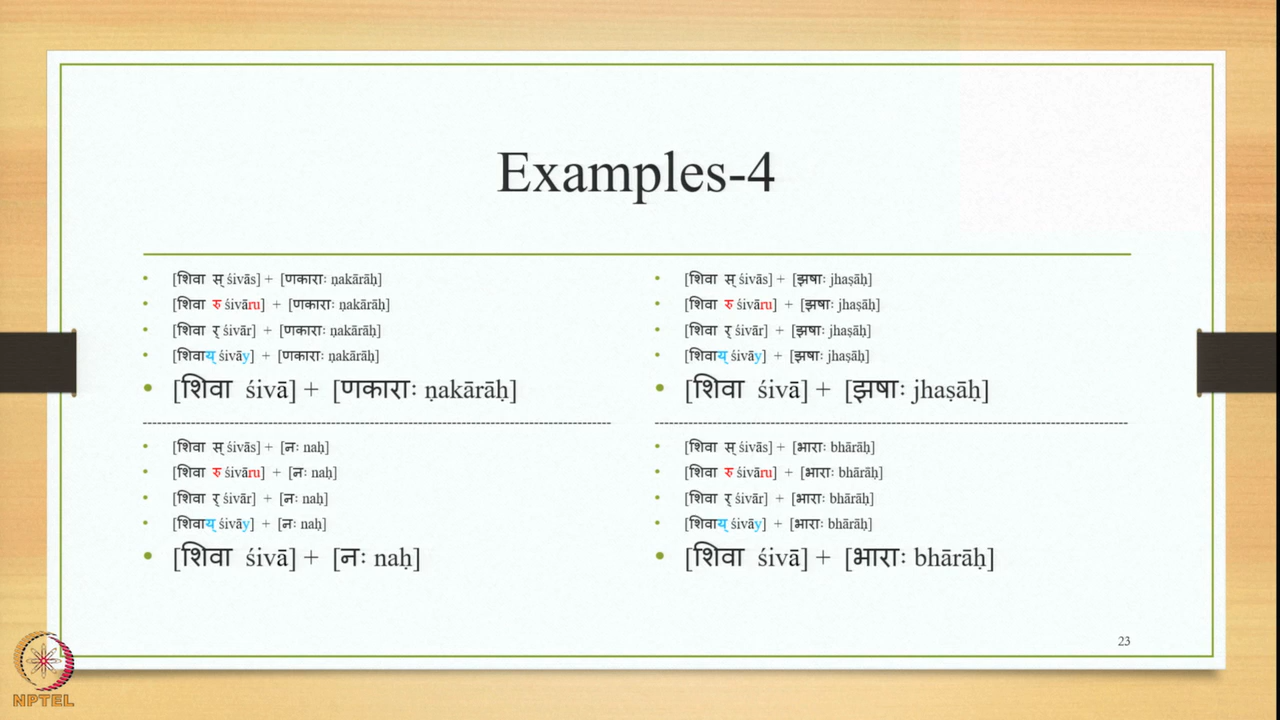 Examples-4
• [शिवा स् śivās] + [णकाराः ṇakārāḥ]
• [शिवा रु śivāru] + [णकाराः ṇakārāḥ]
• [शिवा र् śivār] + [णकाराः ṇakārāḥ]
• [शिवाय् śivāy] + [णकाराः ṇakārāḥ]
• [शिवा śivā] + [णकाराः ṇakārāḥ]
• [शिवा स् śivās] + [नः naḥ]
• [शिवा रु śivāru] + [नः naḥ]
• [शिवा र् śivār] + [नः naḥ]
• [शिवाय् śivāy] + [नः naḥ]
• [शिवा śivā] + [नः naḥ]
• [शिवा स् śivās] + [झषाः jhaṣāḥ]
• [शिवा रु śivāru] + [झषाः jhaṣāḥ]
• [शिवा र् śivār] + [झषाः jhaṣāḥ]
• [शिवाय् śivāy] + [झषाः jhaṣāḥ]
• [शिवा śivā] + [झषाः jhaṣāḥ]
• [शिवा स् śivās] + [भाराः bhārāḥ]
• [शिवा रु śivāru] + [भाराः bhārāḥ]
• [शिवा र् śivār] + [भाराः bhārāḥ]
• [शिवाय् śivāy] + [भाराः bhārāḥ]
• [शिवा śivā] + [भाराः bhārāḥ]
23
NPTEL